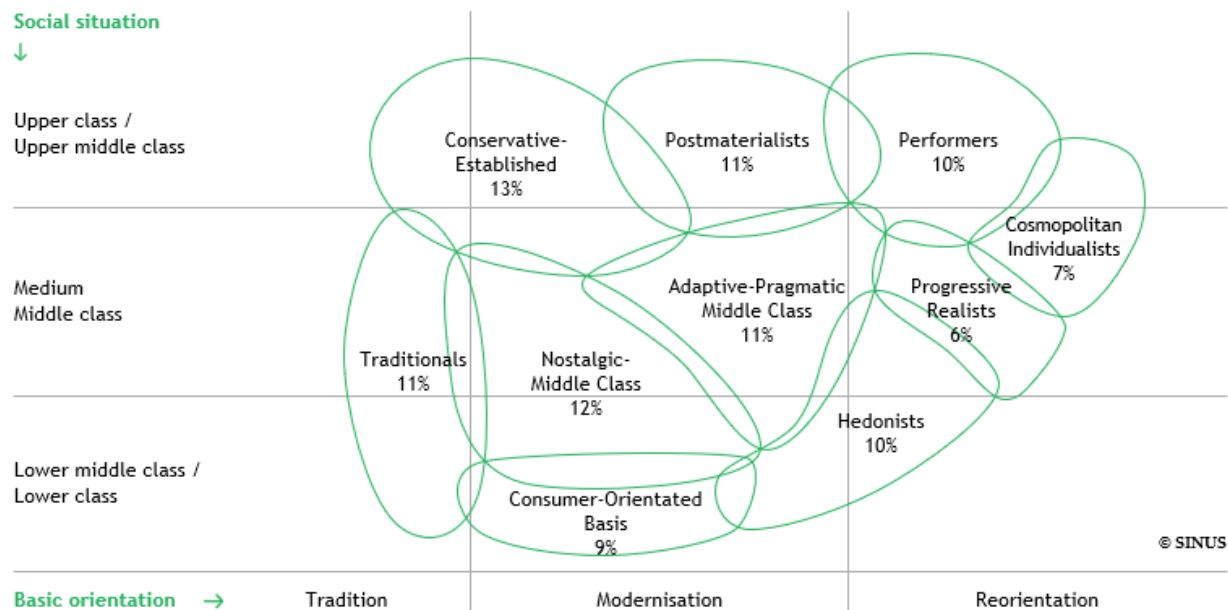 Social situation
↓
Upper class /
Upper middle class
Conservative-
Established
13%
Postmaterialists
11%
Performers
10%
Cosmopolitan
Individualists
7%
Medium
Middle class
Traditionals
11%
Nostalgic-
Middle Class
12%
Adaptive-Pragmatic
Middle Class
11%
Progressive
Realists
6%
Hedonists
10%
Lower middle class /
Lower class
Consumer-Orientated
Basis
9%
© SINUS
Basic orientation →
Tradition
Modernisation
Reorientation